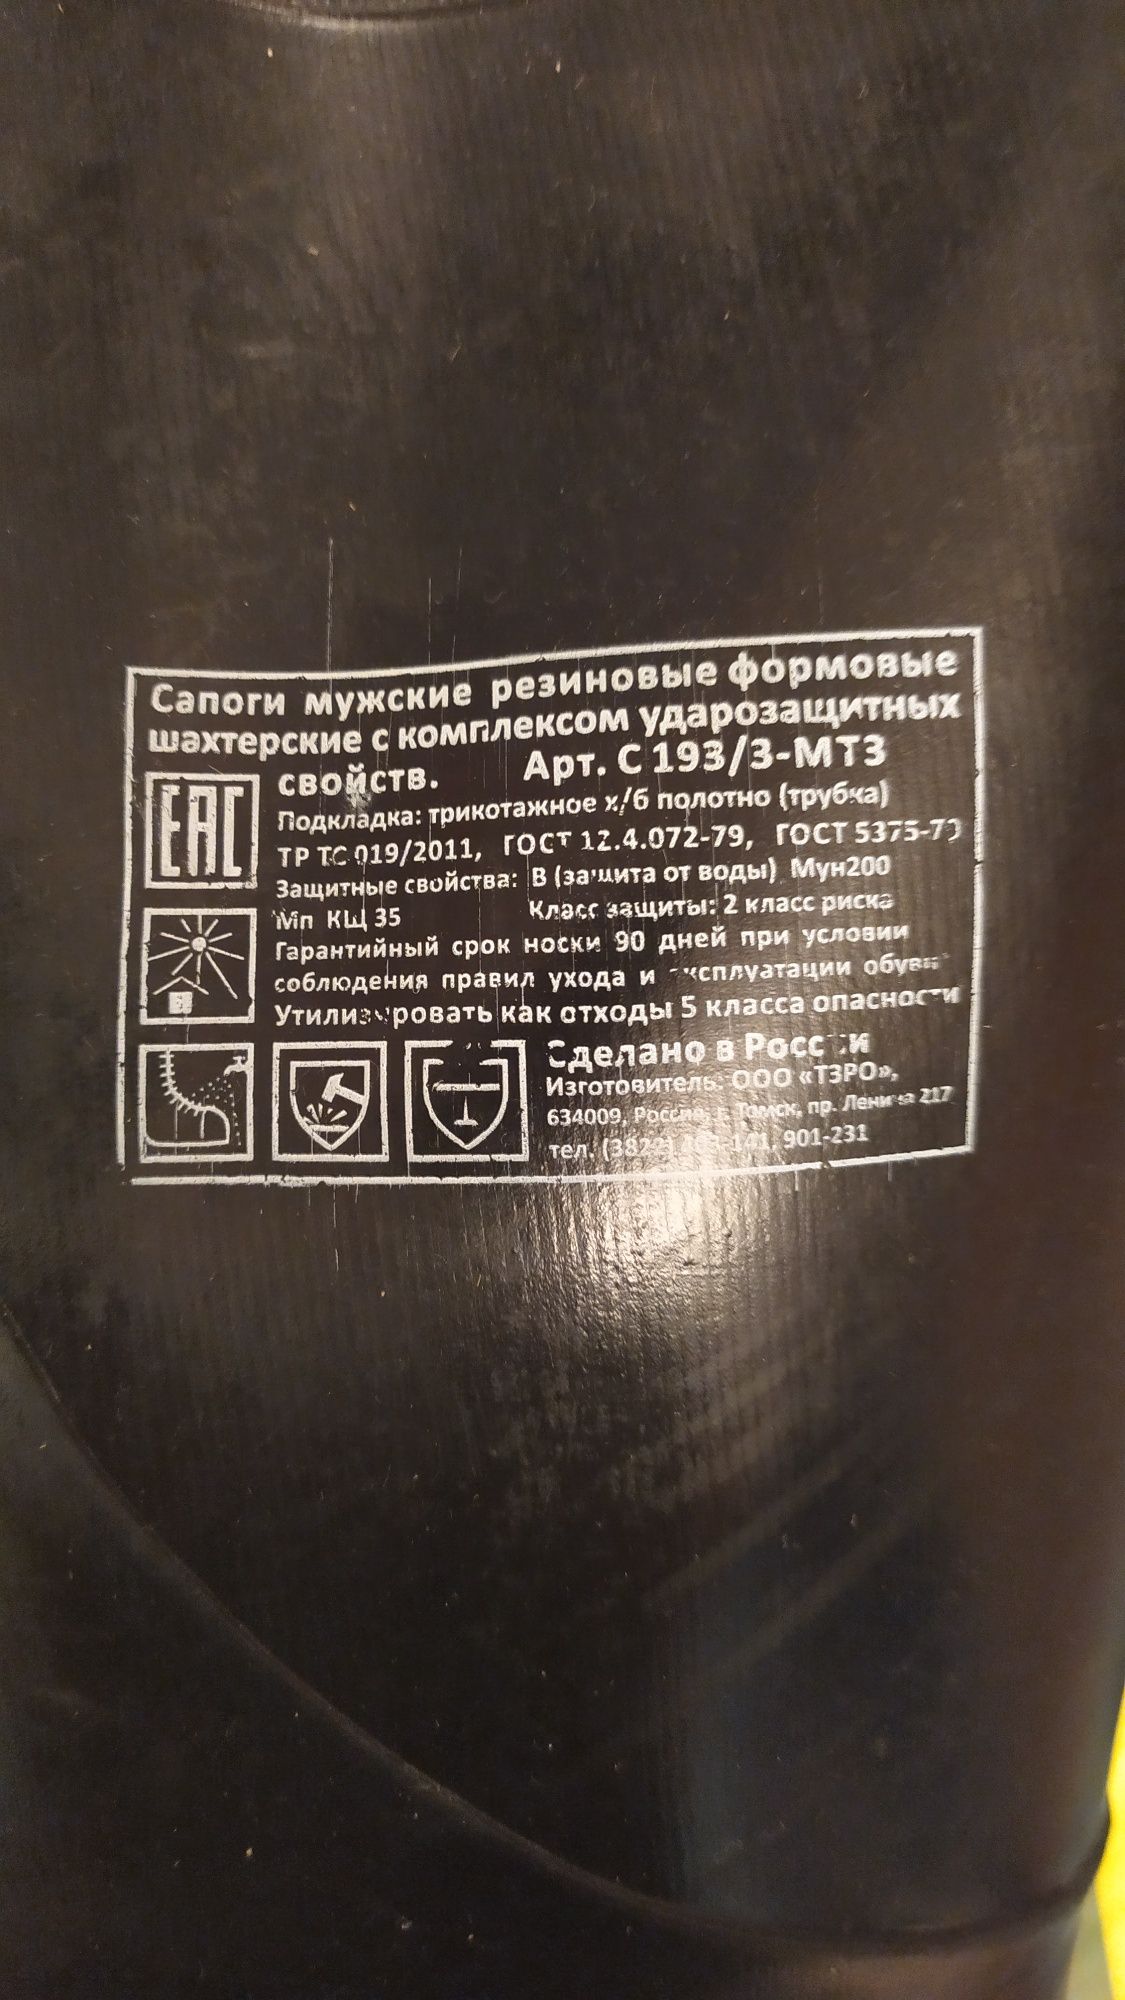 Сапоги мужские резиновые формовые
шахтерские с комплексом ударозащитных
свойств. Арт. С 193/3-МТЗ
EAC
Подкладка: трикотажное х/б полотно (трубка)
ТР ТС 019/2011, ГОСТ 12.4.072-79, ГОСТ 5375-79
Защитные свойства: В (защита от воды) Мун200
Мп КЩ 35 Класс защиты: 2 класс риска
Гарантийный срок носки 90 дней при условии
соблюдения правил ухода и эксплуатации обуви
Утилизировать как отходы 5 класса опасности
Сделано в России
Изготовитель: ООО «ТЗРО»,
634009, Россия, г. Томск, пр. Ленина 217
тел. (3822) 901-231